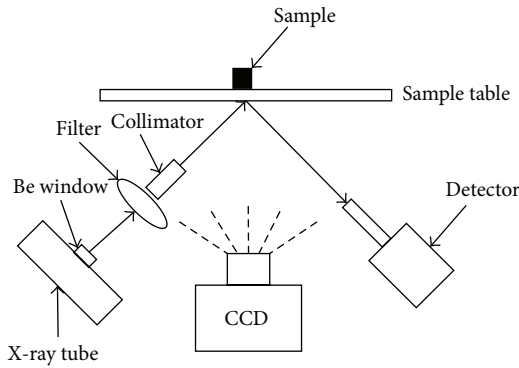 Sample
Sample table
Collimator
Filter
Be window
Detector
CCD
X-ray tube